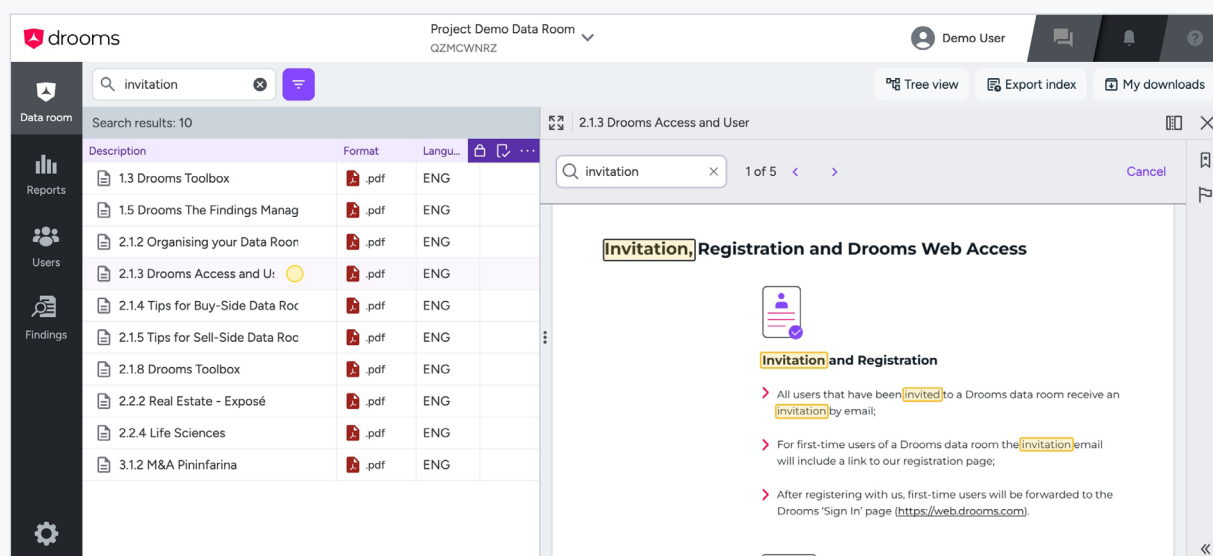 drooms
Project Demo Data Room
QZMCWNRZ
Demo User
?
Data room
Reports
Users
Findings
invitation
Tree view
Export index
My downloads
Search results: 10
Description Format Langu... ...
1.3 Drooms Toolbox .pdf ENG
1.5 Drooms The Findings Manag .pdf ENG
2.1.2 Organising your Data Roon .pdf ENG
2.1.3 Drooms Access and Us .pdf ENG
2.1.4 Tips for Buy-Side Data Roc .pdf ENG
2.1.5 Tips for Sell-Side Data Roc .pdf ENG
2.1.8 Drooms Toolbox .pdf ENG
2.2.2 Real Estate - Exposé .pdf ENG
2.2.4 Life Sciences .pdf ENG
3.1.2 M&A Pininfarina .pdf ENG
2.1.3 Drooms Access and User
invitation
1 of 5
Cancel
Invitation, Registration and Drooms Web Access
Invitation and Registration
All users that have been invited to a Drooms data room receive an
invitation by email;
For first-time users of a Drooms data room the invitation email
will include a link to our registration page;
After registering with us, first-time users will be forwarded to the
Drooms ‘Sign In’ page (https://web.drooms.com).